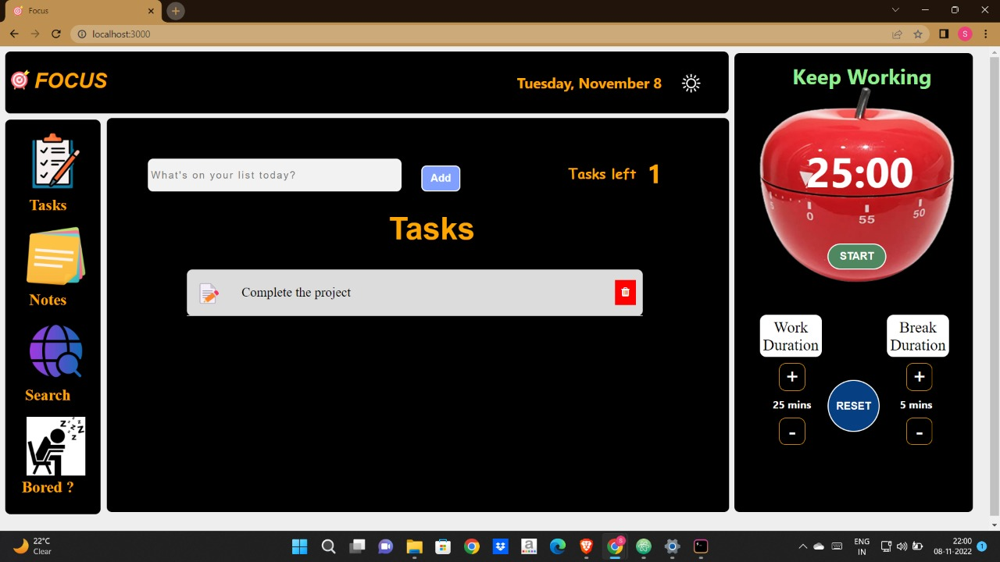 Focus
localhost:3000
S
FOCUS
Tuesday, November 8
Keep Working
Tasks
Notes
Search
Bored ?
What's on your list today?
Add
Tasks left 1
Tasks
Complete the project
25:00
5 0 55 50
START
Work Duration
Break Duration
+
+
25 mins
RESET
5 mins
-
-
22°C
Clear
ENG
IN
22:00
08-11-2022
1